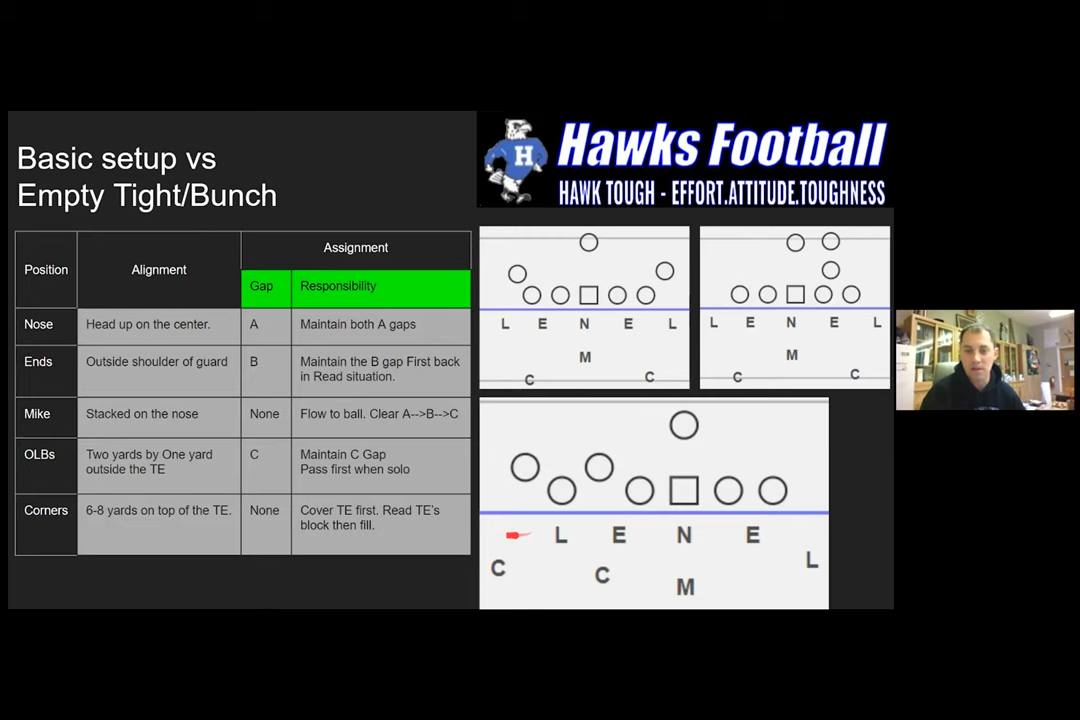 Basic setup vs
Empty Tight/Bunch
H
Hawks Football
HAWK TOUGH - EFFORT.ATTITUDE.TOUGHNESS
Position
Alignment
Assignment
Gap
Responsibility
Nose
Head up on the center.
A
Maintain both A gaps
Ends
Outside shoulder of guard
B
Maintain the B gap First back
in Read situation.
Mike
Stacked on the nose
None
Flow to ball. Clear A-->B-->C
OLBs
Two yards by One yard
outside the TE
C
Maintain C Gap
Pass first when solo
Corners
6-8 yards on top of the TE.
None
Cover TE first. Read TE's
block then fill.
L E N E L
M
C C
L E N E L
M
C C
L E N E
C C M L